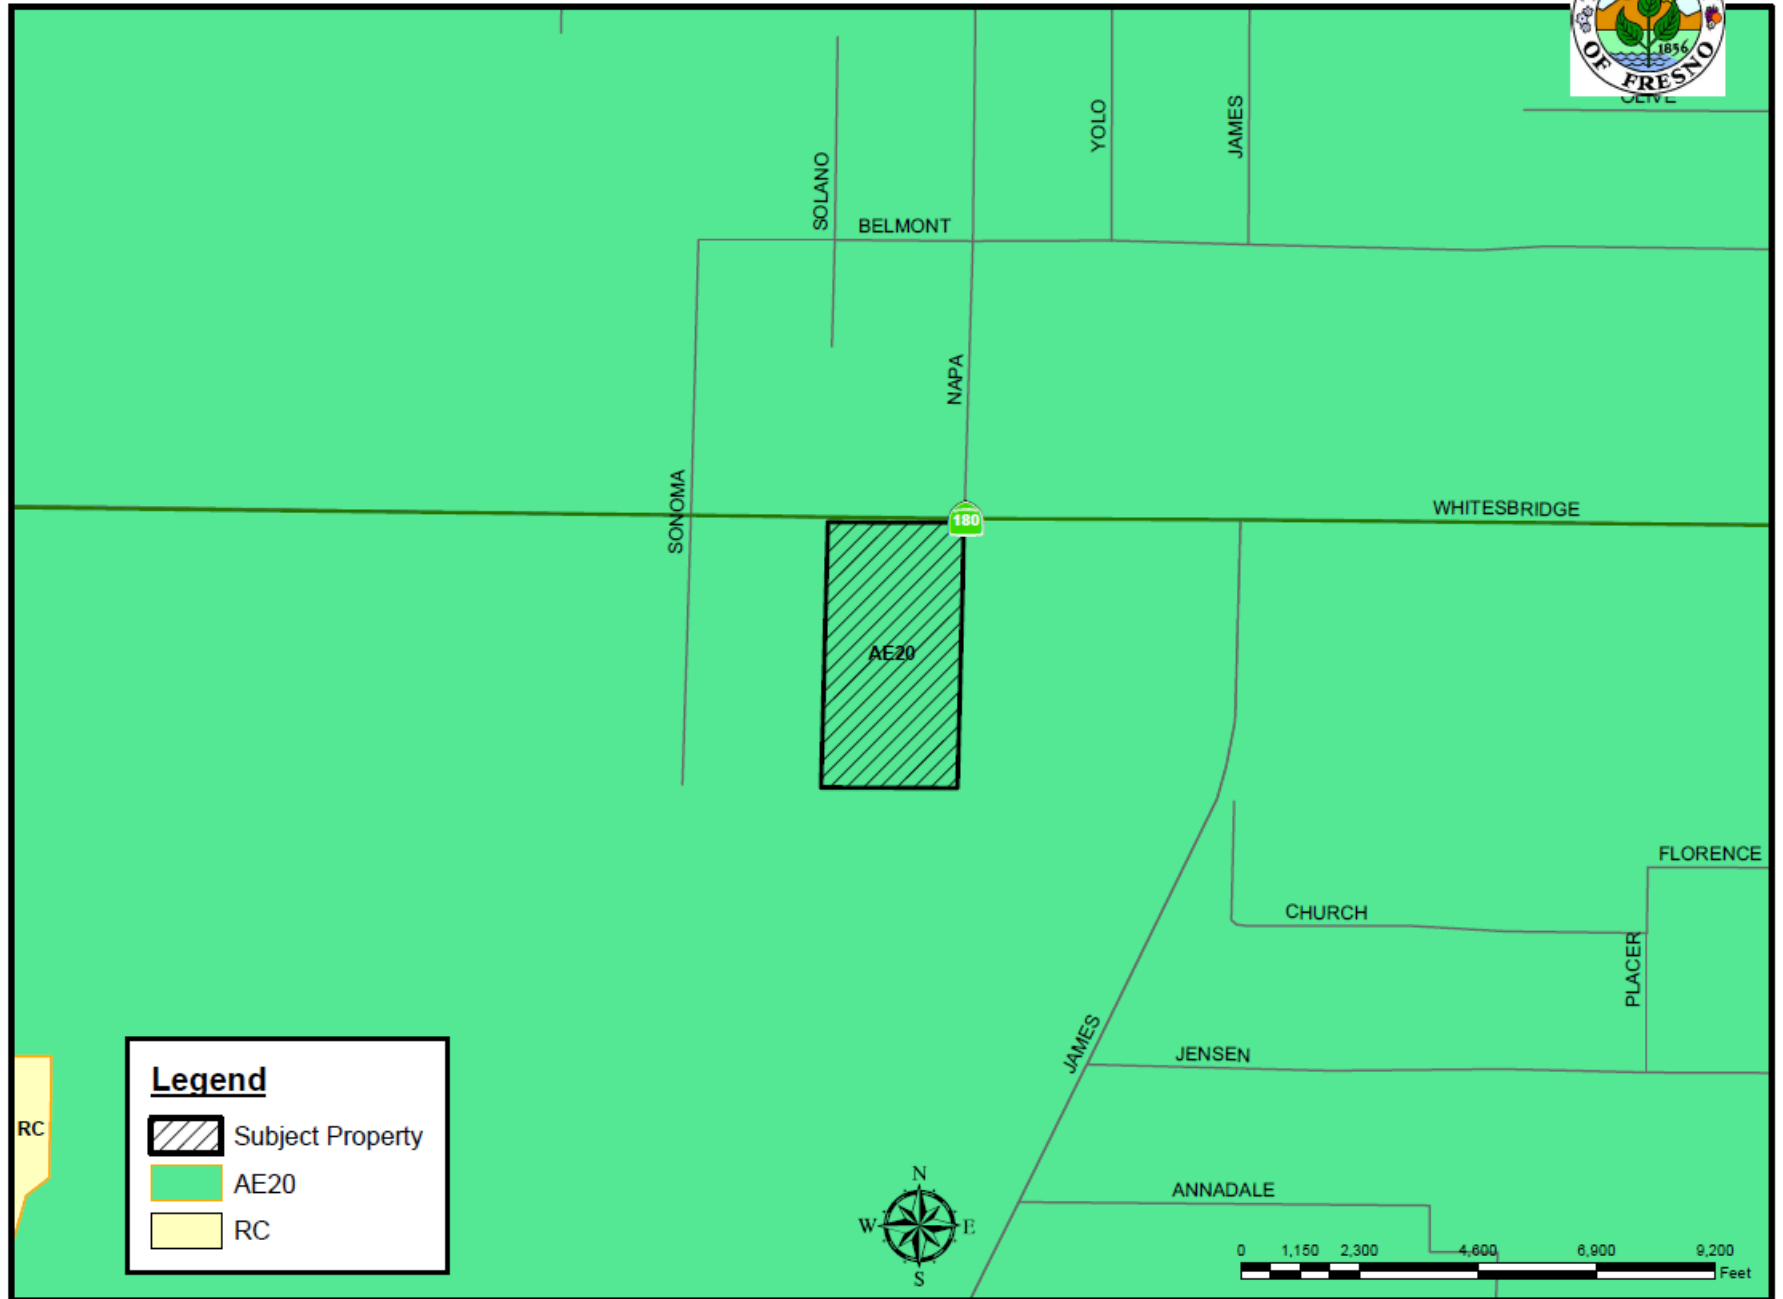 1856
OF FRESNO
OLIVE
YOLO
JAMES
SOLANO
BELMONT
NAPA
SONOMA
180
WHITESBRIDGE
AE20
FLORENCE
CHURCH
PLACER
JAMES
JENSEN
ANNADALE
RC
Legend
Subject Property
AE20
RC
N
W E
S
0 1,150 2,300 4,600 6,900 9,200
Feet